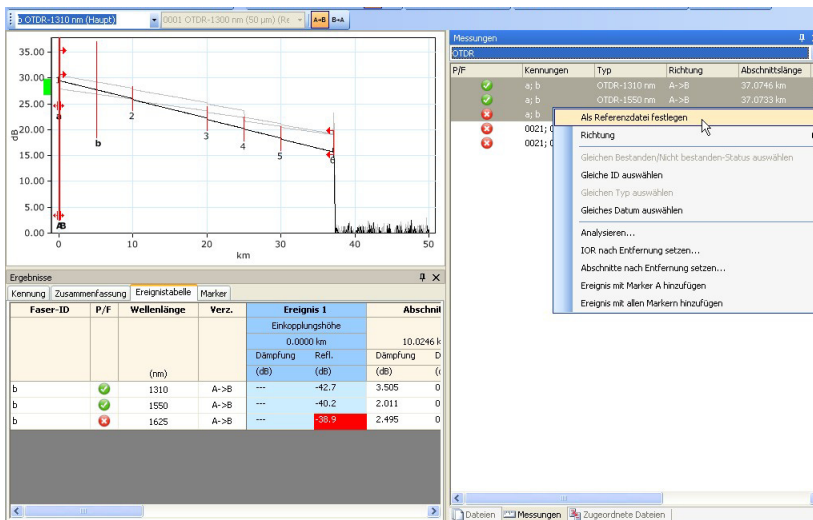 b OTDR-1310 nm (Haupt)
0001 OTDR-1300 nm (50 µm) (Re
A→B
B→A
35.00
30.00
25.00
20.00
15.00
10.00
5.00
0.00
dB
1
2
3
4
5
6
a
b
AB
0
10
20
30
40
50
km
Messungen
OTDR
P/F Kennungen Typ Richtung Abschnittslänge
a; b OTDR-1310 nm A->B 37.0746 km
a; b OTDR-1550 nm A->B 37.0733 km
a; b
0021; 0
0021; 0
Als Referenzdatei festlegen
Richtung
Gleichen Bestanden/Nicht bestanden-Status auswählen
Gleiche ID auswählen
Gleichen Typ auswählen
Gleiches Datum auswählen
Analysieren...
IOR nach Entfernung setzen...
Abschnitte nach Entfernung setzen...
Ereignis mit Marker A hinzufügen
Ereignis mit allen Markern hinzufügen
Ergebnisse
Kennung Zusammenfassung Ereignistabelle Marker
Faser-ID P/F Wellenlänge Verz. Ereignis 1 Abschnit
Einkopplungshöhe
0.0000 km 10.0246 k
Dämpfung Refl. Dämpfung D
(nm) (dB) (dB) (dB)
b 1310 A->B --- -42.7 3.505 0
b 1550 A->B --- -40.2 2.011 0
b 1625 A->B --- -38.9 2.495 0
Dateien Messungen Zugeordnete Dateien